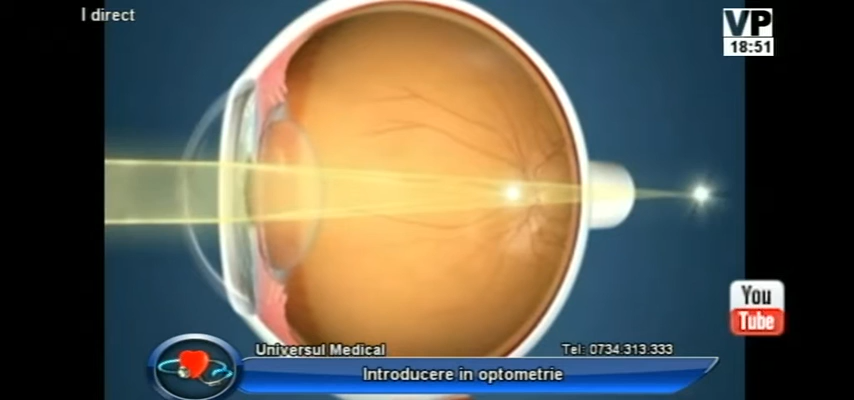 I direct
VP
18:51
You
Tube
Universul Medical
Tel: 0734.313.333
Introducere in optometrie